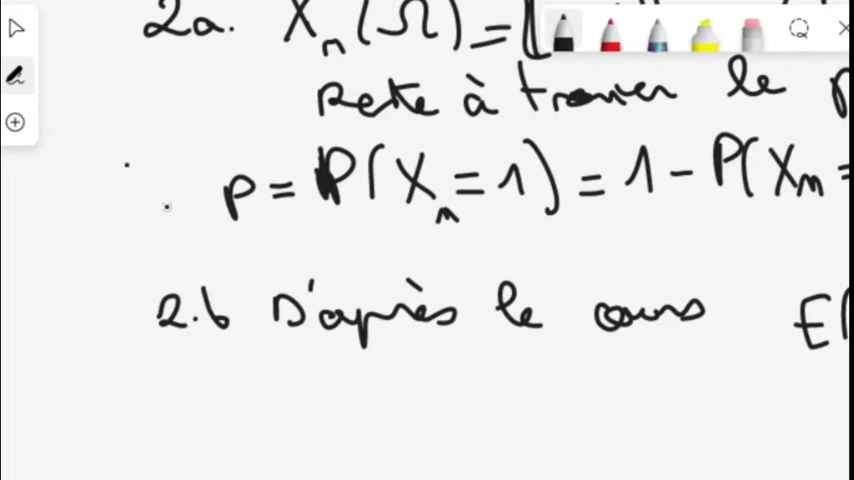 2a. Xn(Ω) = [
Reste à trouver le p
p = P(Xn = 1) = 1 - P(Xn =
2.b D'après le cours E(